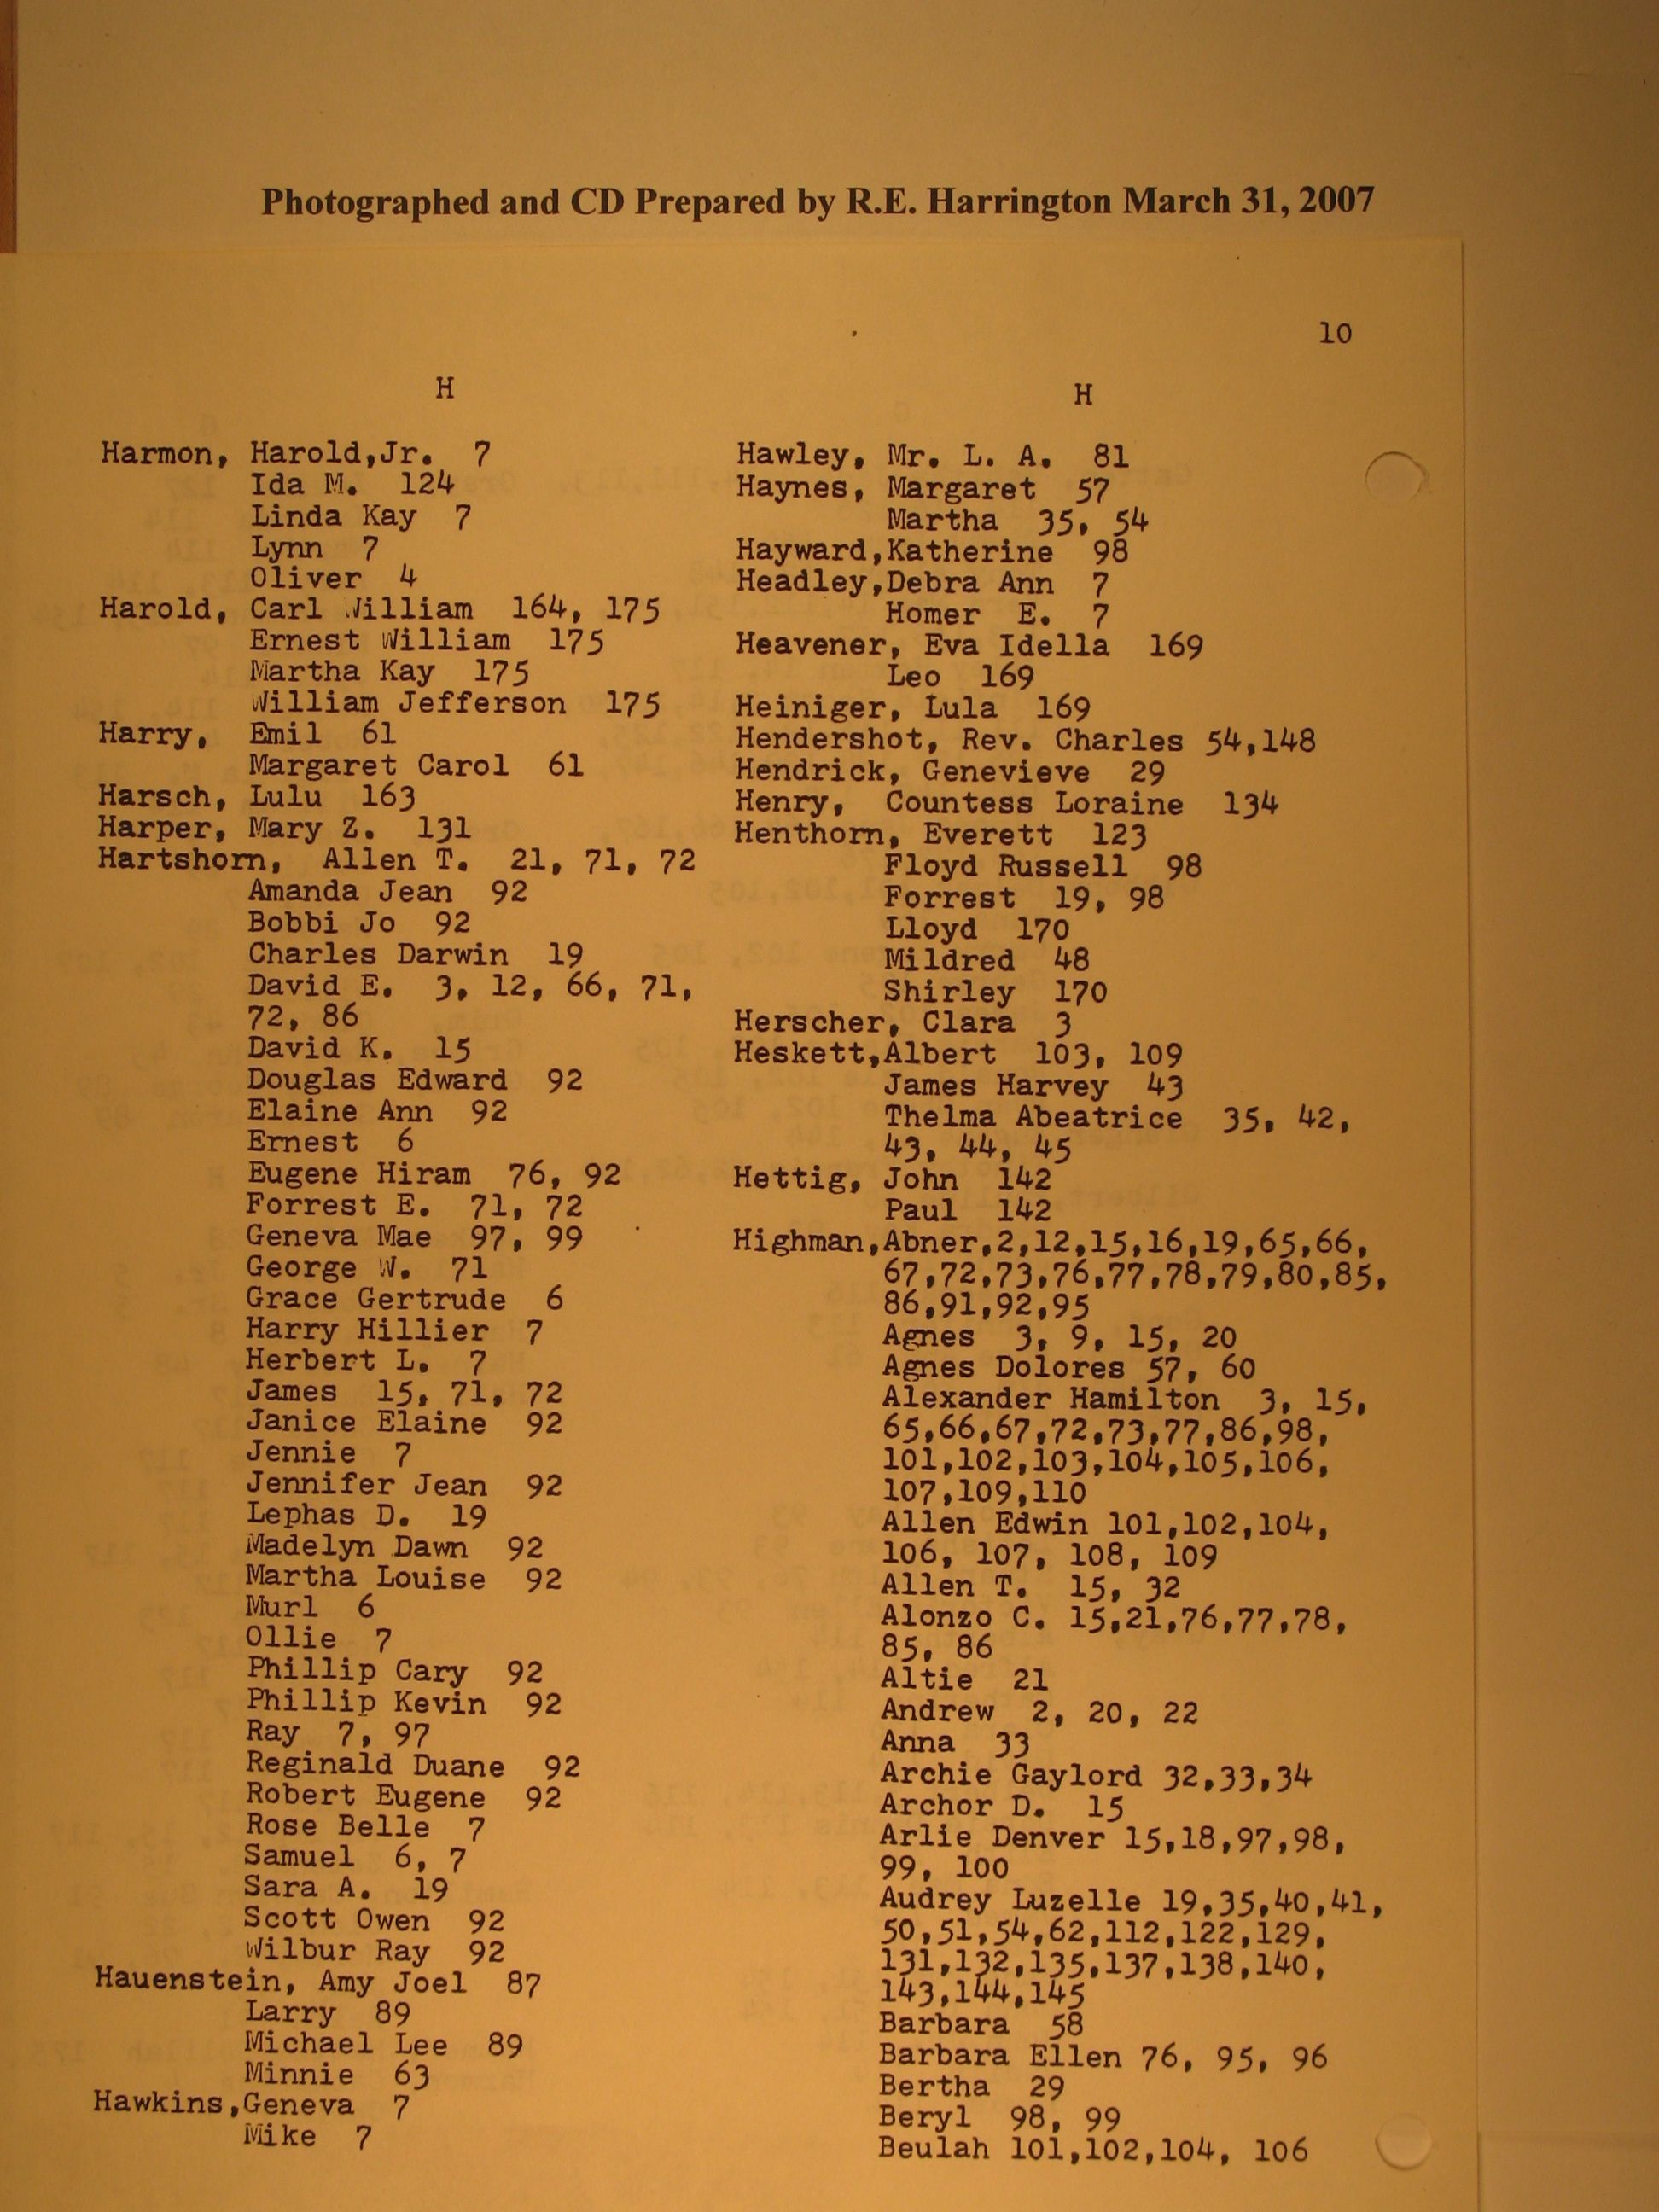 Photographed and CD Prepared by R.E. Harrington March 31, 2007
10
H
Harmon, Harold,Jr. 7
Ida M. 124
Linda Kay 7
Lynn 7
Oliver 4
Harold, Carl William 164, 175
Ernest William 175
Martha Kay 175
William Jefferson 175
Harry, Emil 61
Margaret Carol 61
Harsch, Lulu 163
Harper, Mary Z. 131
Hartshorn, Allen T. 21, 71, 72
Amanda Jean 92
Bobbi Jo 92
Charles Darwin 19
David E. 3, 12, 66, 71,
72, 86
David K. 15
Douglas Edward 92
Elaine Ann 92
Ernest 6
Eugene Hiram 76, 92
Forrest E. 71, 72
Geneva Mae 97, 99
George W. 71
Grace Gertrude 6
Harry Hillier 7
Herbert L. 7
James 15, 71, 72
Janice Elaine 92
Jennie 7
Jennifer Jean 92
Lephas D. 19
Madelyn Dawn 92
Martha Louise 92
Murl 6
Ollie 7
Phillip Cary 92
Phillip Kevin 92
Ray 7, 97
Reginald Duane 92
Robert Eugene 92
Rose Belle 7
Samuel 6, 7
Sara A. 19
Scott Owen 92
Wilbur Ray 92
Hauenstein, Amy Joel 87
Larry 89
Michael Lee 89
Minnie 63
Hawkins,Geneva 7
Mike 7
H
Hawley, Mr. L. A. 81
Haynes, Margaret 57
Martha 35, 54
Hayward,Katherine 98
Headley,Debra Ann 7
Homer E. 7
Heavener, Eva Idella 169
Leo 169
Heiniger, Lula 169
Hendershot, Rev. Charles 54,148
Hendrick, Genevieve 29
Henry, Countess Loraine 134
Henthorn, Everett 123
Floyd Russell 98
Forrest 19, 98
Lloyd 170
Mildred 48
Shirley 170
Herscher, Clara 3
Heskett,Albert 103, 109
James Harvey 43
Thelma Abeatrice 35, 42,
43, 44, 45
Hettig, John 142
Paul 142
Highman,Abner,2,12,15,16,19,65,66,
67,72,73,76,77,78,79,80,85,
86,91,92,95
Agnes 3, 9, 15, 20
Agnes Dolores 57, 60
Alexander Hamilton 3, 15,
65,66,67,72,73,77,86,98,
101,102,103,104,105,106,
107,109,110
Allen Edwin 101,102,104,
106, 107, 108, 109
Allen T. 15, 32
Alonzo C. 15,21,76,77,78,
85, 86
Altie 21
Andrew 2, 20, 22
Anna 33
Archie Gaylord 32,33,34
Archor D. 15
Arlie Denver 15,18,97,98,
99, 100
Audrey Luzelle 19,35,40,41,
50,51,54,62,112,122,129,
131,132,135,137,138,140,
143,144,145
Barbara 58
Barbara Ellen 76, 95, 96
Bertha 29
Beryl 98, 99
Beulah 101,102,104, 106